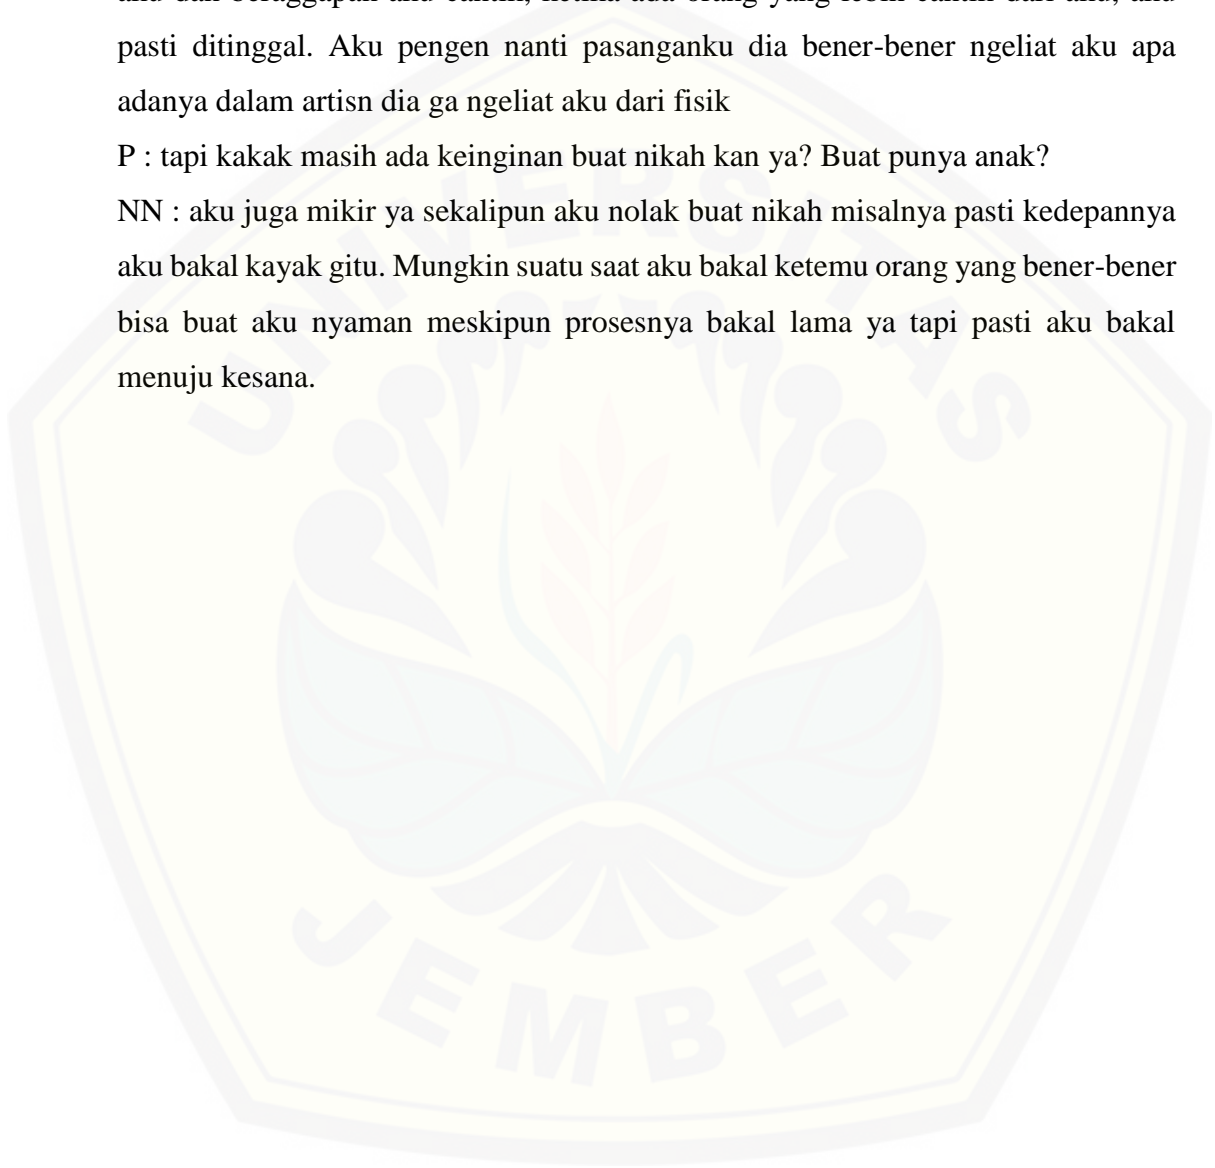 pasti ditinggal. Aku pengen nanti pasanganku dia bener-bener ngeliat aku apa
adanya dalam artisn dia ga ngeliat aku dari fisik
P : tapi kakak masih ada keinginan buat nikah kan ya? Buat punya anak?
NN : aku juga mikir ya sekalipun aku nolak buat nikah misalnya pasti kedepannya
aku bakal kayak gitu. Mungkin suatu saat aku bakal ketemu orang yang bener-bener
bisa buat aku nyaman meskipun prosesnya bakal lama ya tapi pasti aku bakal
menuju kesana.
UNIVERSITAS
JEMBER